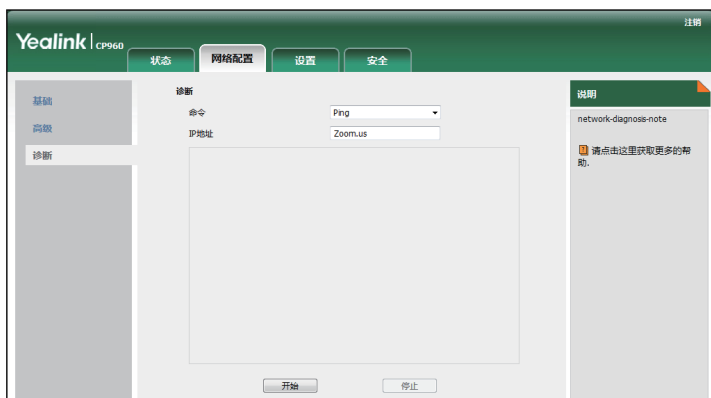 注销
Yealink CP960
状态 网络配置 设置 安全
基础
高级
诊断
诊断
命令 Ping
IP地址 Zoom.us
开始 停止
说明
network-diagnosis-note
请点击这里获取更多的帮
助.